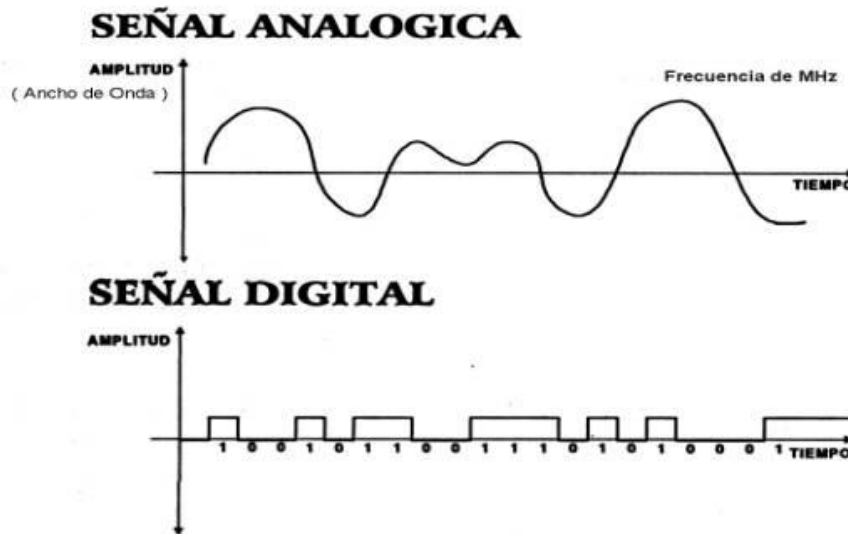 SEÑAL ANALOGICA
AMPLITUD
( Ancho de Onda )
Frecuencia de MHz
TIEMPO
SEÑAL DIGITAL
AMPLITUD
1 0 0 1 0 1 1 0 0 1 1 1 0 1 0 1 0 0 0 1 TIEMPO